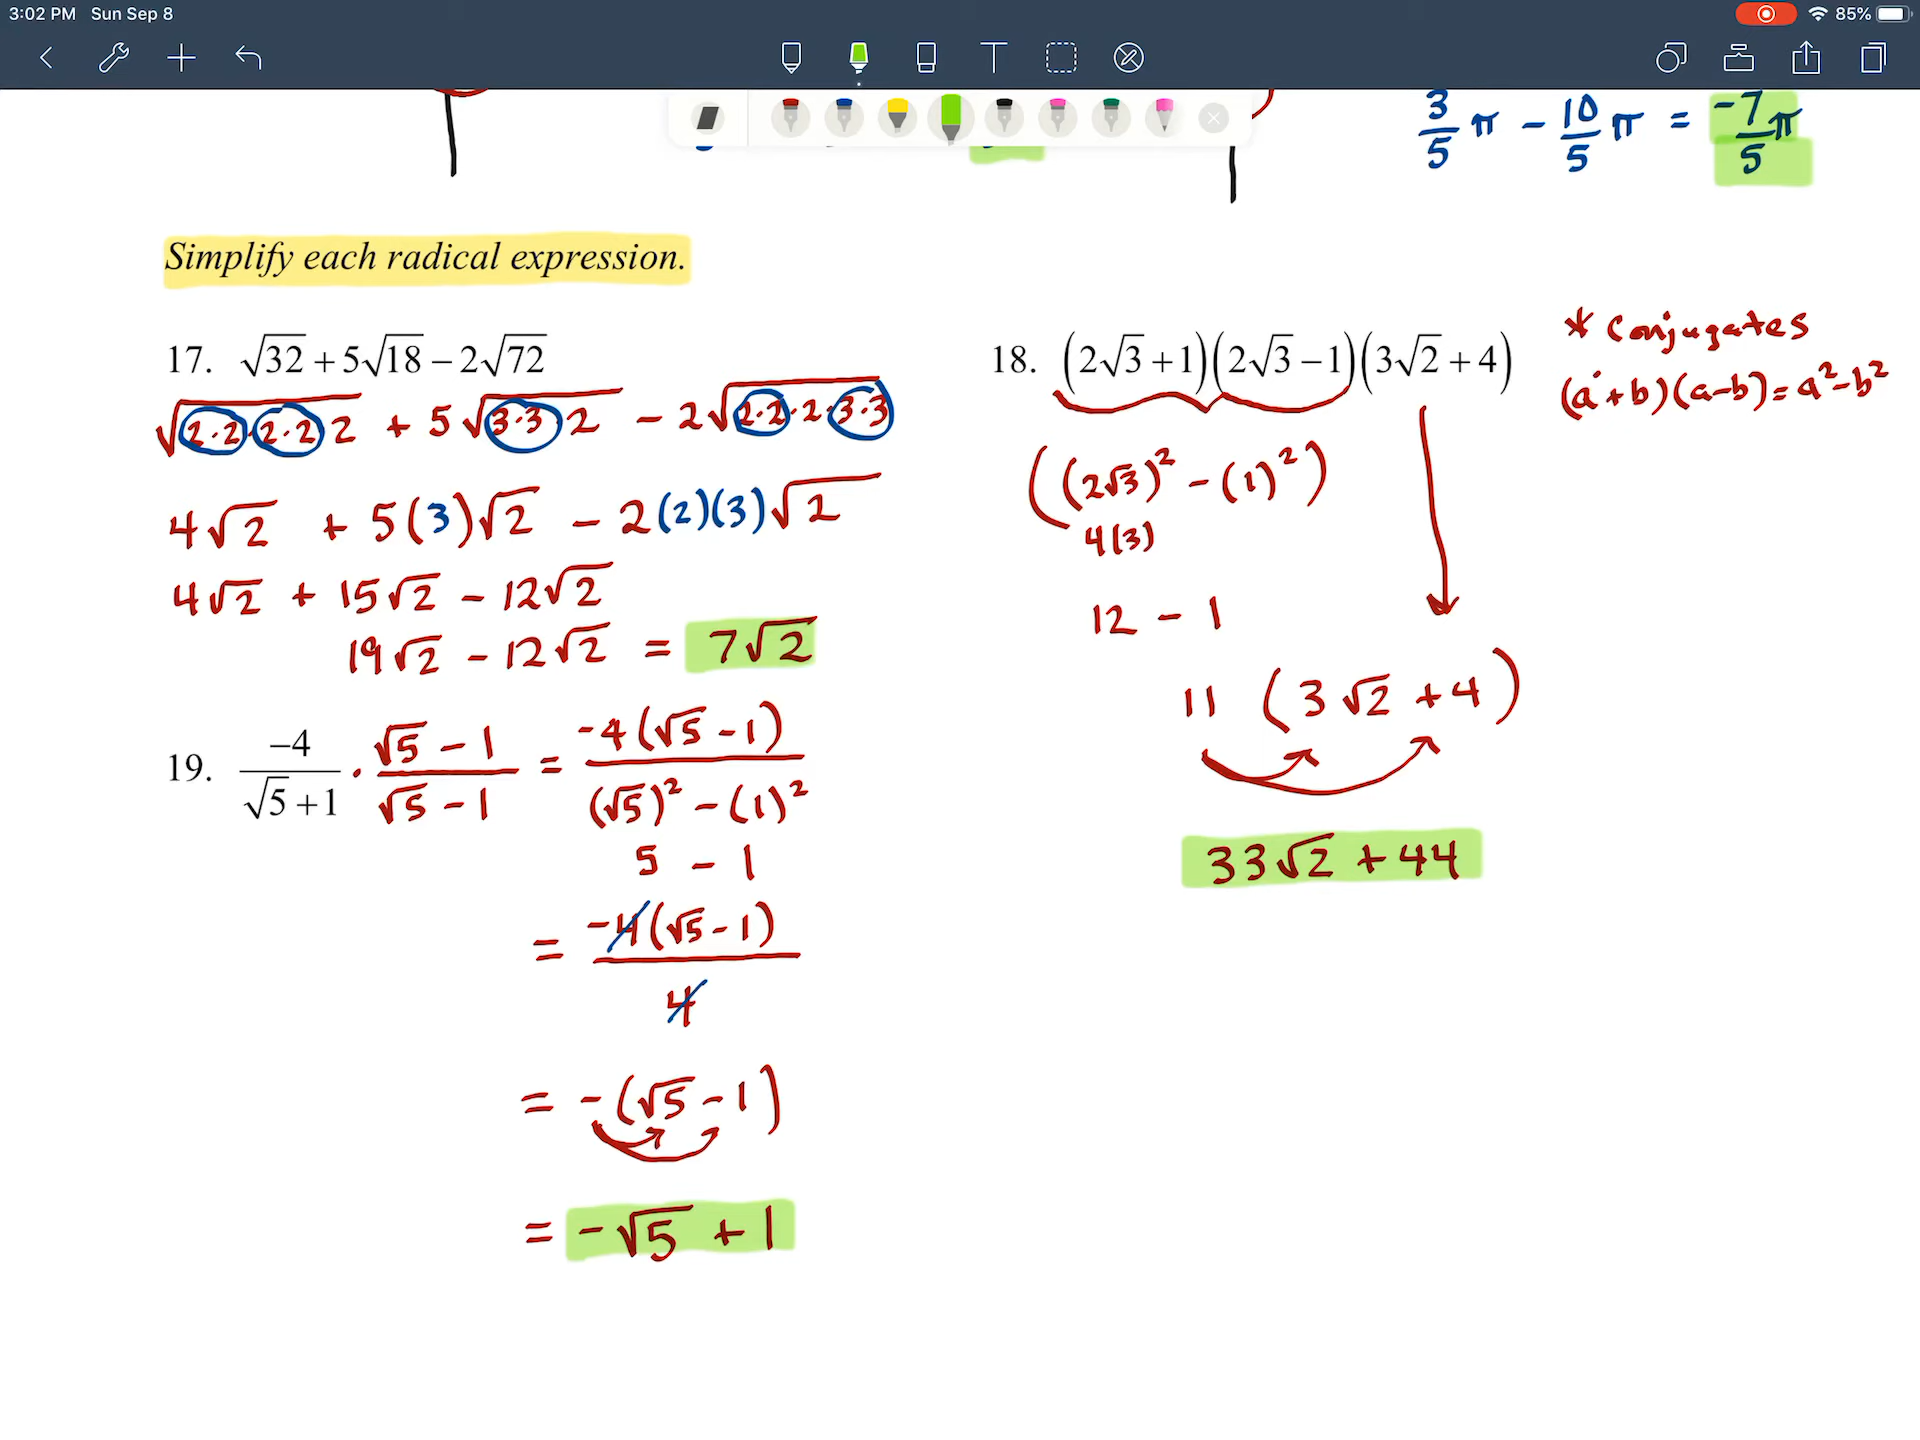 3:02 PM Sun Sep 8
85%
T
3/5 π − 10/5 π = −7/5 π
Simplify each radical expression.
17. √32 + 5√18 − 2√72
√(2·2·2·2·2) + 5√(3·3·2) − 2√(2·2·2·3·3)
4√2 + 5(3)√2 − 2(2)(3)√2
4√2 + 15√2 − 12√2
19√2 − 12√2 = 7√2
18. (2√3 + 1)(2√3 − 1)(3√2 + 4)
* Conjugates
(a + b)(a − b) = a² − b²
((2√3)² − (1)²)
4(3)
12 − 1
11 (3√2 + 4)
33√2 + 44
19. −4/(√5 + 1) · (√5 − 1)/(√5 − 1) = −4(√5 − 1)/((√5)² − (1)²)
5 − 1
= −4(√5 − 1)/4
= −(√5 − 1)
= −√5 + 1